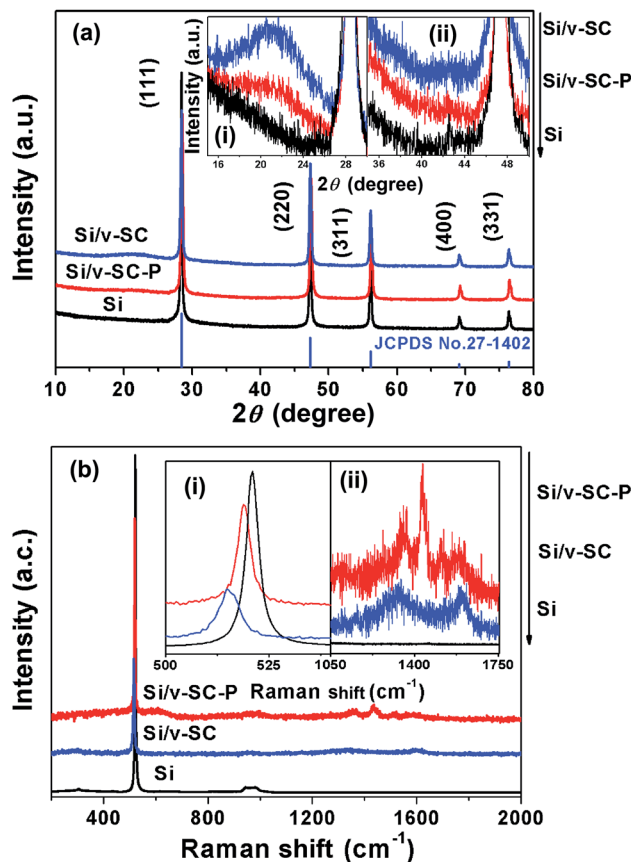 (a)
(111)
(220)
(311)
(400)
(331)
Si/v-SC
Si/v-SC-P
Si
JCPDS No.27-1402
Intensity (a.u.)
10 20 30 40 50 60 70 80
2θ (degree)
Intensity (a.u.)
(i)
(ii)
16 20 24 28
36 40 44 48
2θ (degree)
Si/v-SC
Si/v-SC-P
Si
(b)
(i)
(ii)
500 525
1050 1400 1750
Raman shift (cm-1)
Si/v-SC-P
Si/v-SC
Si
Si/v-SC-P
Si/v-SC
Si
Intensity (a.c.)
400 800 1200 1600 2000
Raman shift (cm-1)